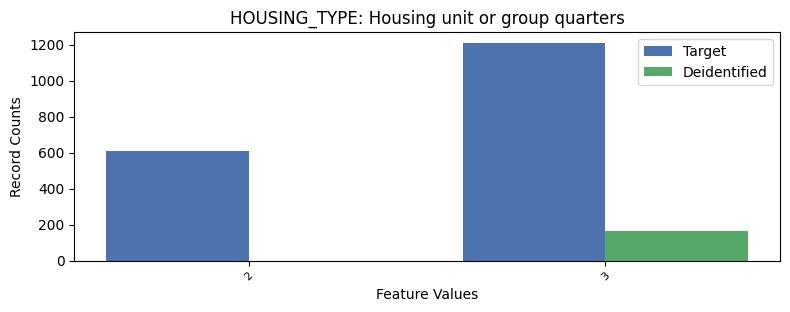 HOUSING_TYPE: Housing unit or group quarters
Target
Deidentified
Record Counts
1200
1000
800
600
400
200
0
2
3
Feature Values